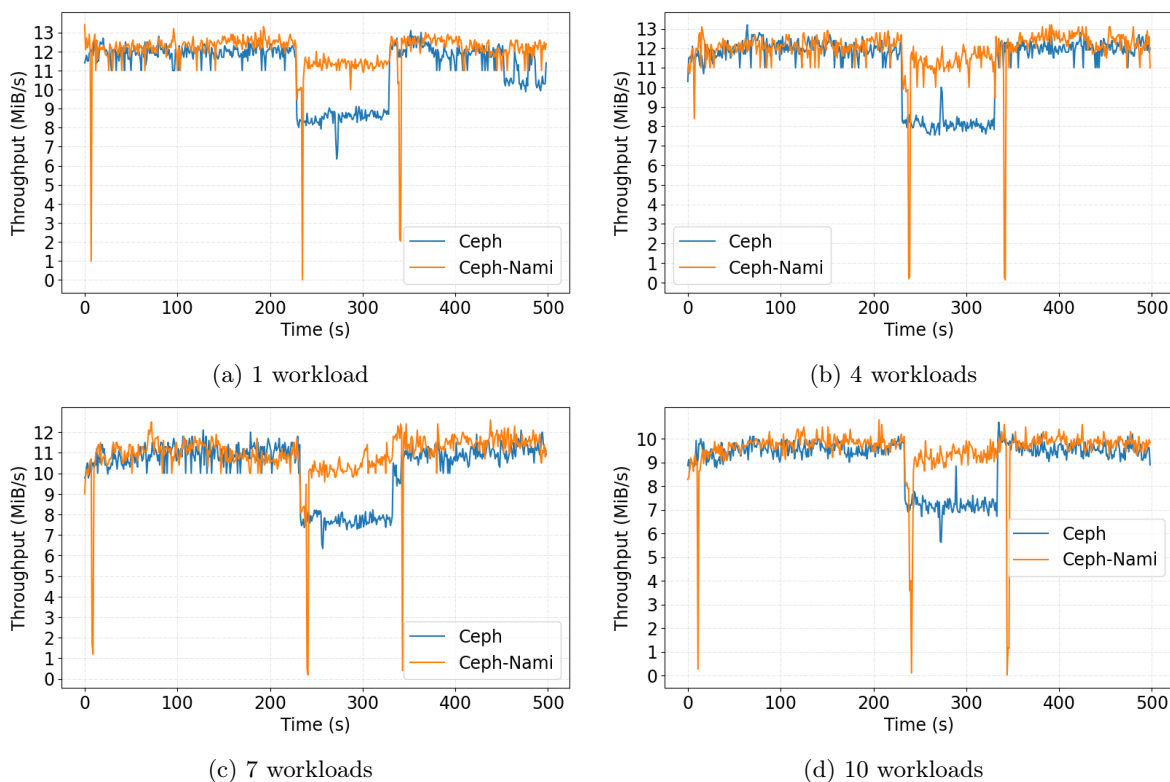 13
12
11
10
9
8
7
6
5
4
3
2
1
0
Throughput (MiB/s)
Ceph
Ceph-Nami
0 100 200 300 400 500
Time (s)
(a) 1 workload
13
12
11
10
9
8
7
6
5
4
3
2
1
0
Throughput (MiB/s)
Ceph
Ceph-Nami
0 100 200 300 400 500
Time (s)
(b) 4 workloads
12
11
10
9
8
7
6
5
4
3
2
1
0
Throughput (MiB/s)
Ceph
Ceph-Nami
0 100 200 300 400 500
Time (s)
(c) 7 workloads
10
9
8
7
6
5
4
3
2
1
0
Throughput (MiB/s)
Ceph
Ceph-Nami
0 100 200 300 400 500
Time (s)
(d) 10 workloads